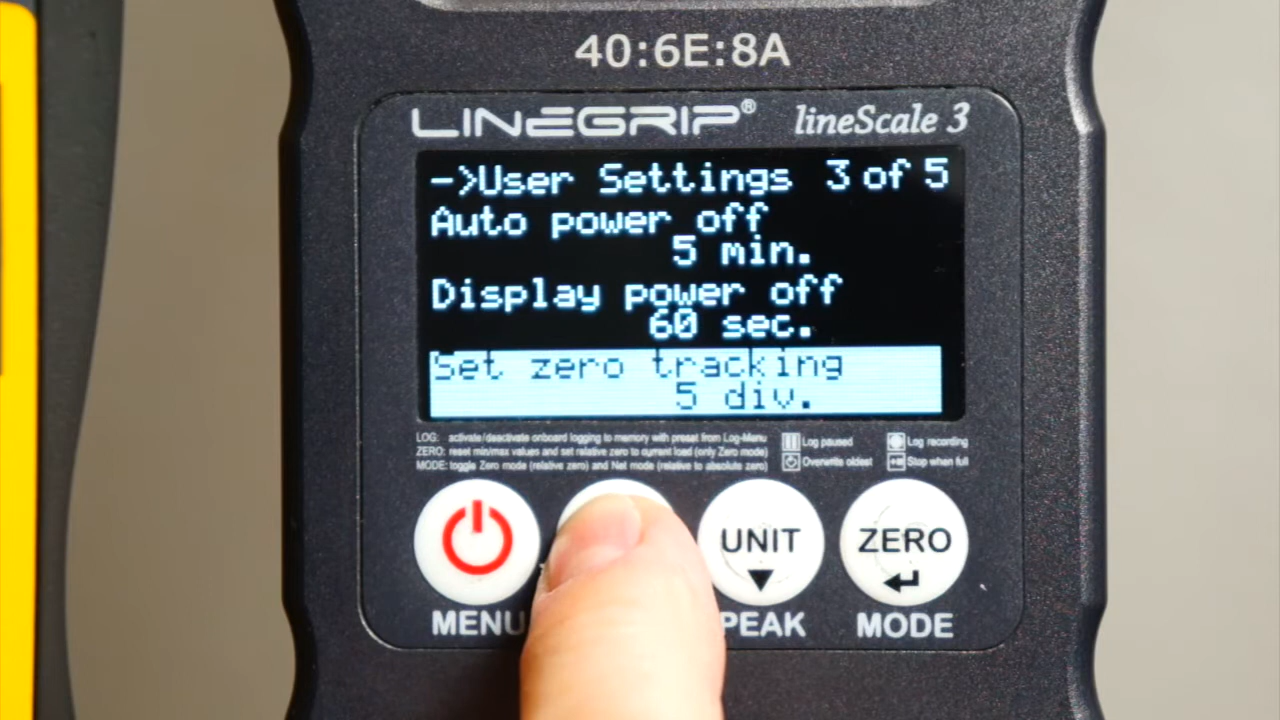 40:6E:8A
LINEGRIP® lineScale 3
->User Settings 3 of 5
Auto power off
5 min.
Display power off
60 sec.
Set zero tracking
5 div.
LOG: activate/deactivate onboard logging to memory with preset from Log-Menu
ZERO: reset min/max values and set relative zero to current load (only Zero mode)
MODE: toggle Zero mode (relative zero) and Net mode (relative to absolute zero)
Log paused
Log recording
Overwrite oldest
Stop when full
UNIT
ZERO
MENU
PEAK
MODE